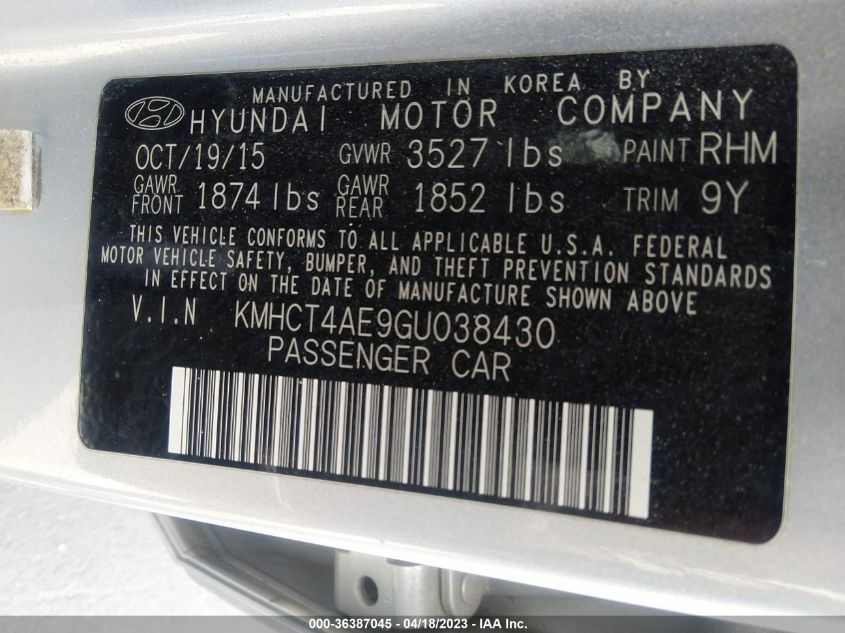 MANUFACTURED IN KOREA BY
HYUNDAI MOTOR COMPANY
OCT/19/15 GVWR 3527 lbs PAINT RHM
GAWR FRONT 1874 lbs GAWR REAR 1852 lbs TRIM 9Y
THIS VEHICLE CONFORMS TO ALL APPLICABLE U.S.A. FEDERAL
MOTOR VEHICLE SAFETY, BUMPER, AND THEFT PREVENTION STANDARDS
IN EFFECT ON THE DATE OF MANUFACTURE SHOWN ABOVE
V.I.N KMHCT4AE9GU038430
PASSENGER CAR
000-36387045 - 04/18/2023 - IAA Inc.